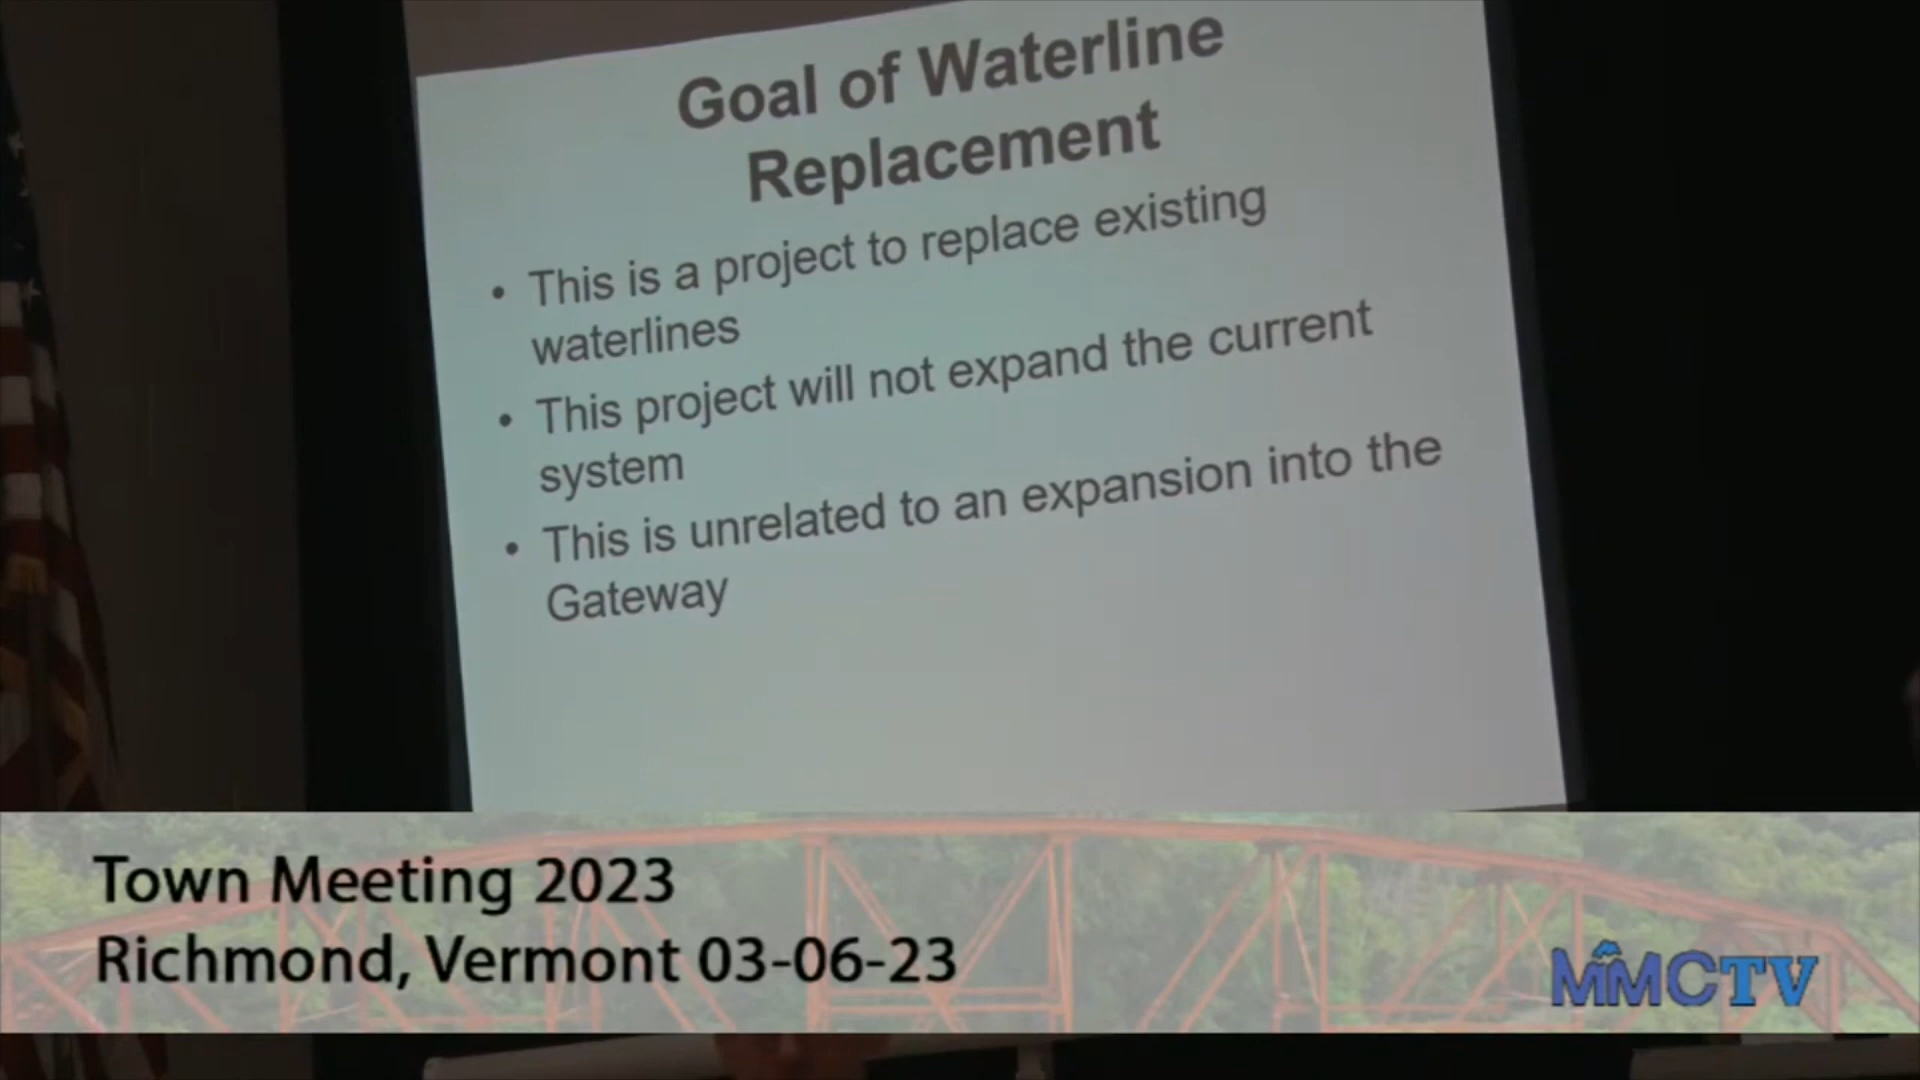 Goal of Waterline
Replacement
• This is a project to replace existing
waterlines
• This project will not expand the current
system
• This is unrelated to an expansion into the
Gateway
Town Meeting 2023
Richmond, Vermont 03-06-23
MMCTV